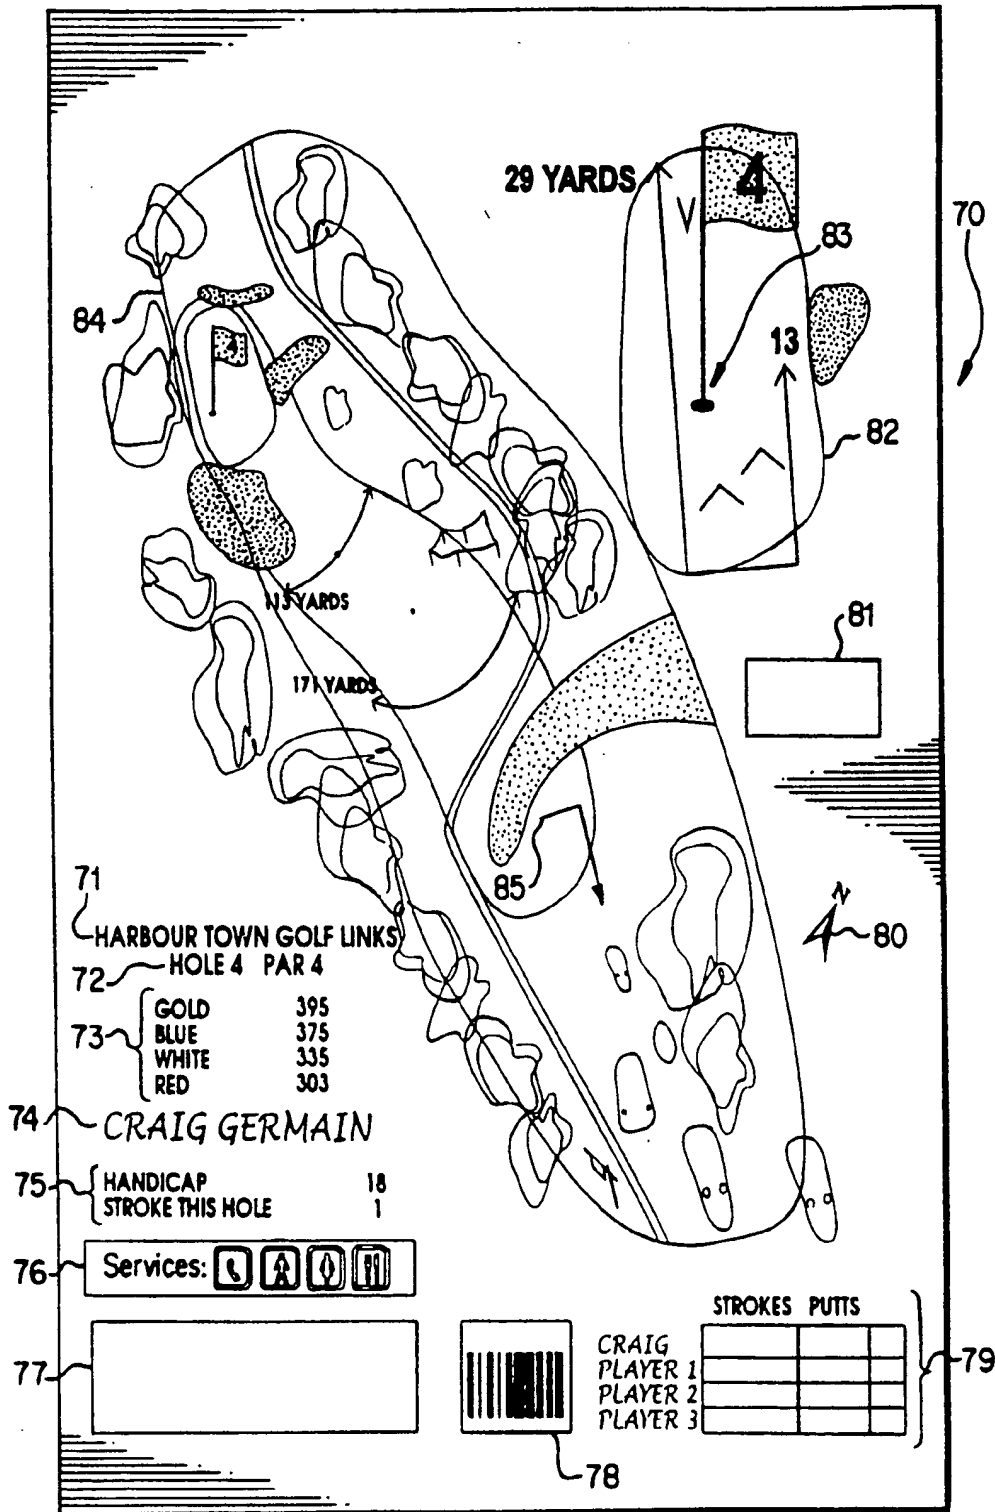 29 YARDS
4
70
83
84
4
13
82
113 YARDS
81
171 YARDS
85
N
80
71
HARBOUR TOWN GOLF LINKS
72
HOLE 4 PAR 4
73
GOLD 395
BLUE 375
WHITE 335
RED 303
74
CRAIG GERMAIN
75
HANDICAP 18
STROKE THIS HOLE 1
76
Services:
STROKES PUTTS
77
CRAIG
PLAYER 1
PLAYER 2
PLAYER 3
79
78